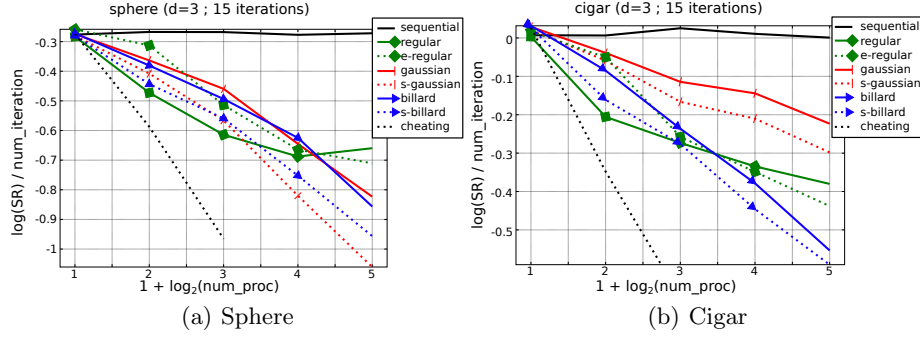 sphere (d=3 ; 15 iterations)
log(SR) / num_iteration
-0.3
-0.4
-0.5
-0.6
-0.7
-0.8
-0.9
-1
1
2
3
4
5
1 + log2(num_proc)
sequential
regular
e-regular
gaussian
s-gaussian
billard
s-billard
cheating
(a) Sphere
cigar (d=3 ; 15 iterations)
log(SR) / num_iteration
0
-0.1
-0.2
-0.3
-0.4
-0.5
1
2
3
4
5
1 + log2(num_proc)
sequential
regular
e-regular
gaussian
s-gaussian
billard
s-billard
cheating
(b) Cigar